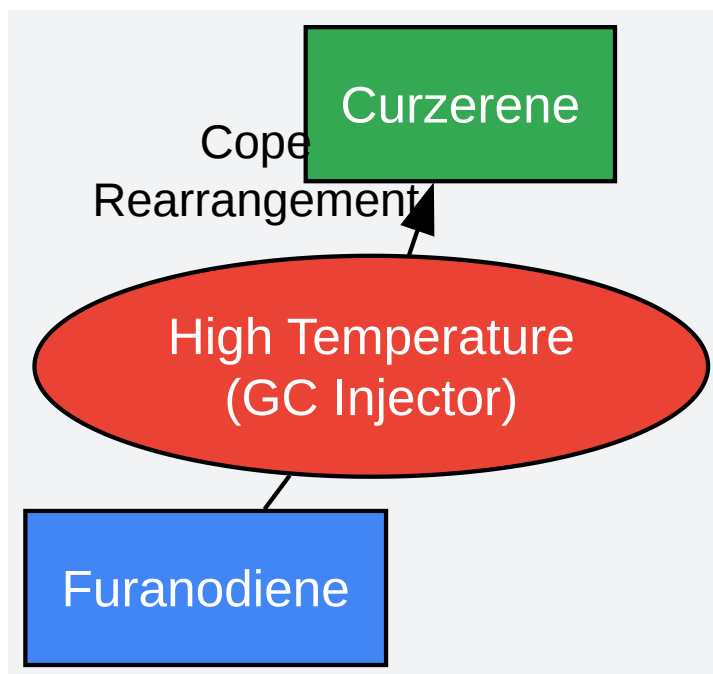 Curzerene
Cope
Rearrangement
High Temperature
(GC Injector)
Furanodiene